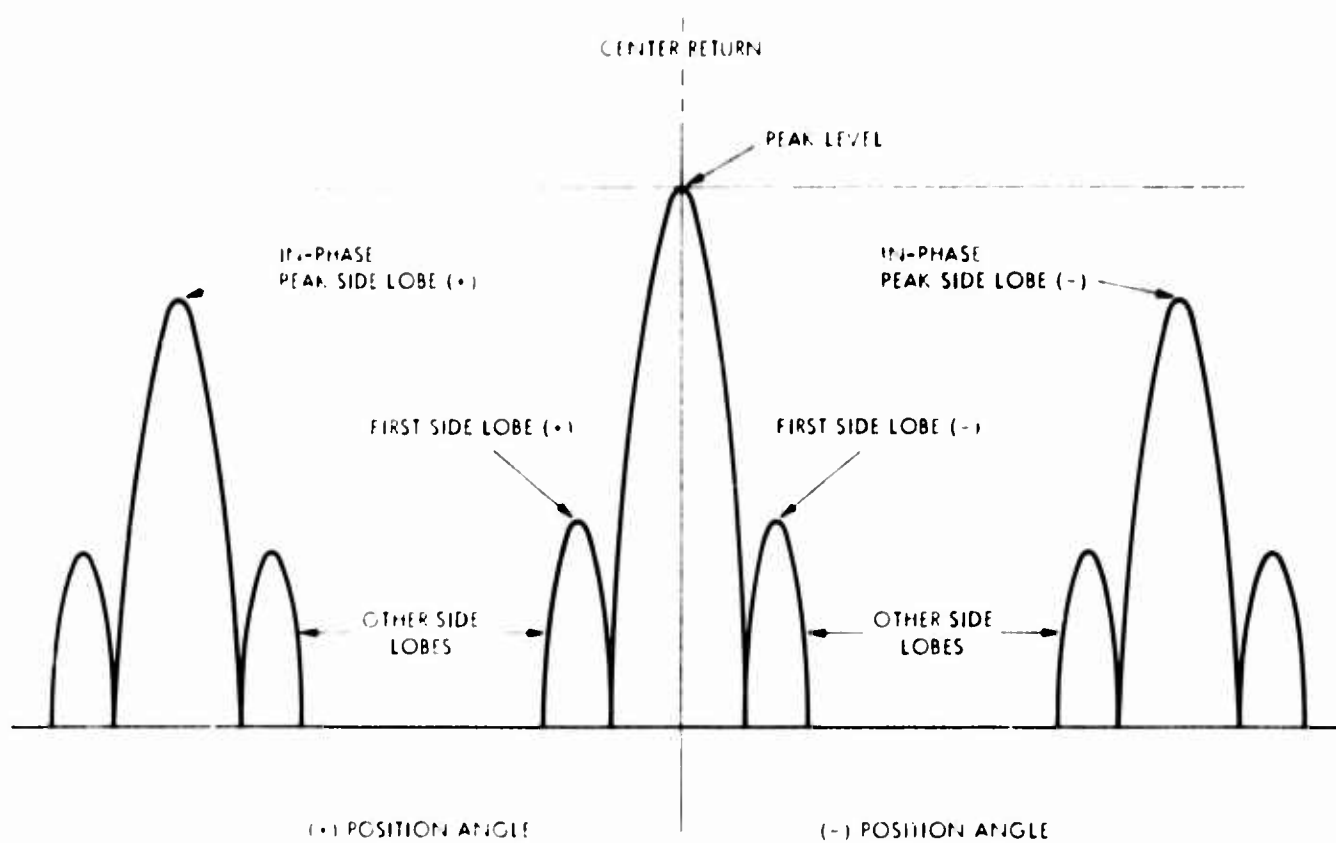 CENTER RETURN
PEAK LEVEL
IN-PHASE
PEAK SIDE LOBE (+)
IN-PHASE
PEAK SIDE LOBE (-)
FIRST SIDE LOBE (+)
FIRST SIDE LOBE (-)
OTHER SIDE
LOBES
OTHER SIDE
LOBES
(+) POSITION ANGLE
(-) POSITION ANGLE